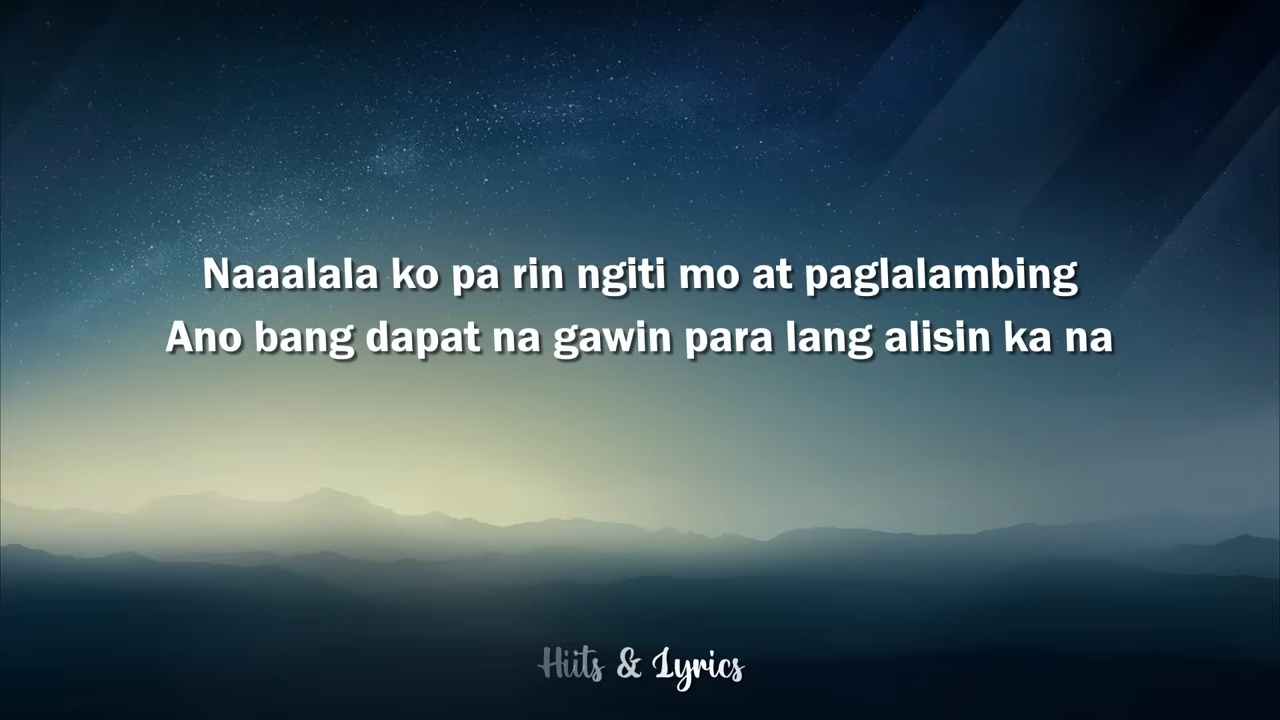 Naaalala ko pa rin ngiti mo at paglalambing
Ano bang dapat na gawin para lang alisin ka na
Hiits & Lyrics